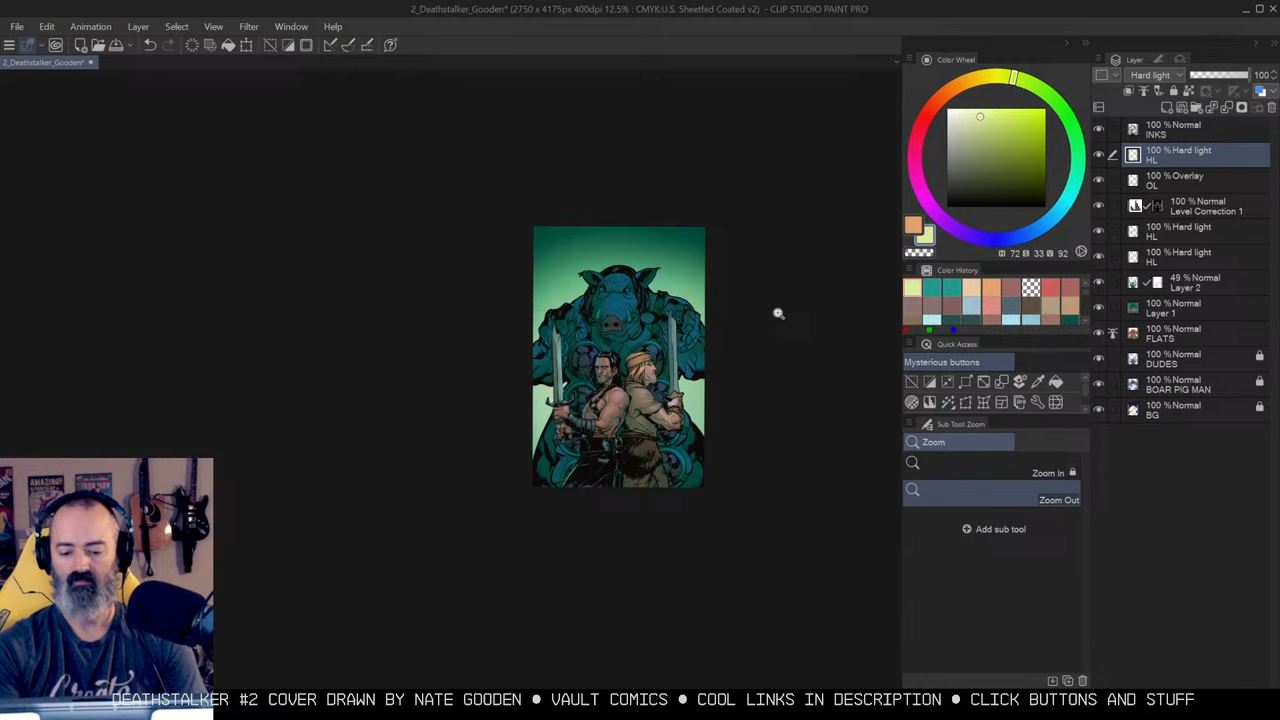 2_Deathstalker_Gooden* (2750 x 4175px 400dpi 12.5% : CMYK:U.S. Sheetfed Coated v2) - CLIP STUDIO PAINT PRO
File Edit Animation Layer Select View Filter Window Help
2_Deathstalker_Gooden*
Color Wheel
H 72 S 33 V 92
Color History
Quick Access
Mysterious buttons
Sub Tool: Zoom
Zoom
Zoom In
Zoom Out
Add sub tool
Layer
Hard light 100
100 % Normal
INKS
100 % Hard light
HL
100 % Overlay
OL
100 % Normal
Level Correction 1
100 % Hard light
HL
100 % Hard light
HL
49 % Normal
Layer 2
100 % Normal
Layer 1
100 % Normal
FLATS
100 % Normal
DUDES
100 % Normal
BOAR PIG MAN
100 % Normal
BG
DEATHSTALKER #2 COVER DRAWN BY NATE GOODEN ● VAULT COMICS ● COOL LINKS IN DESCRIPTION ● CLICK BUTTONS AND STUFF